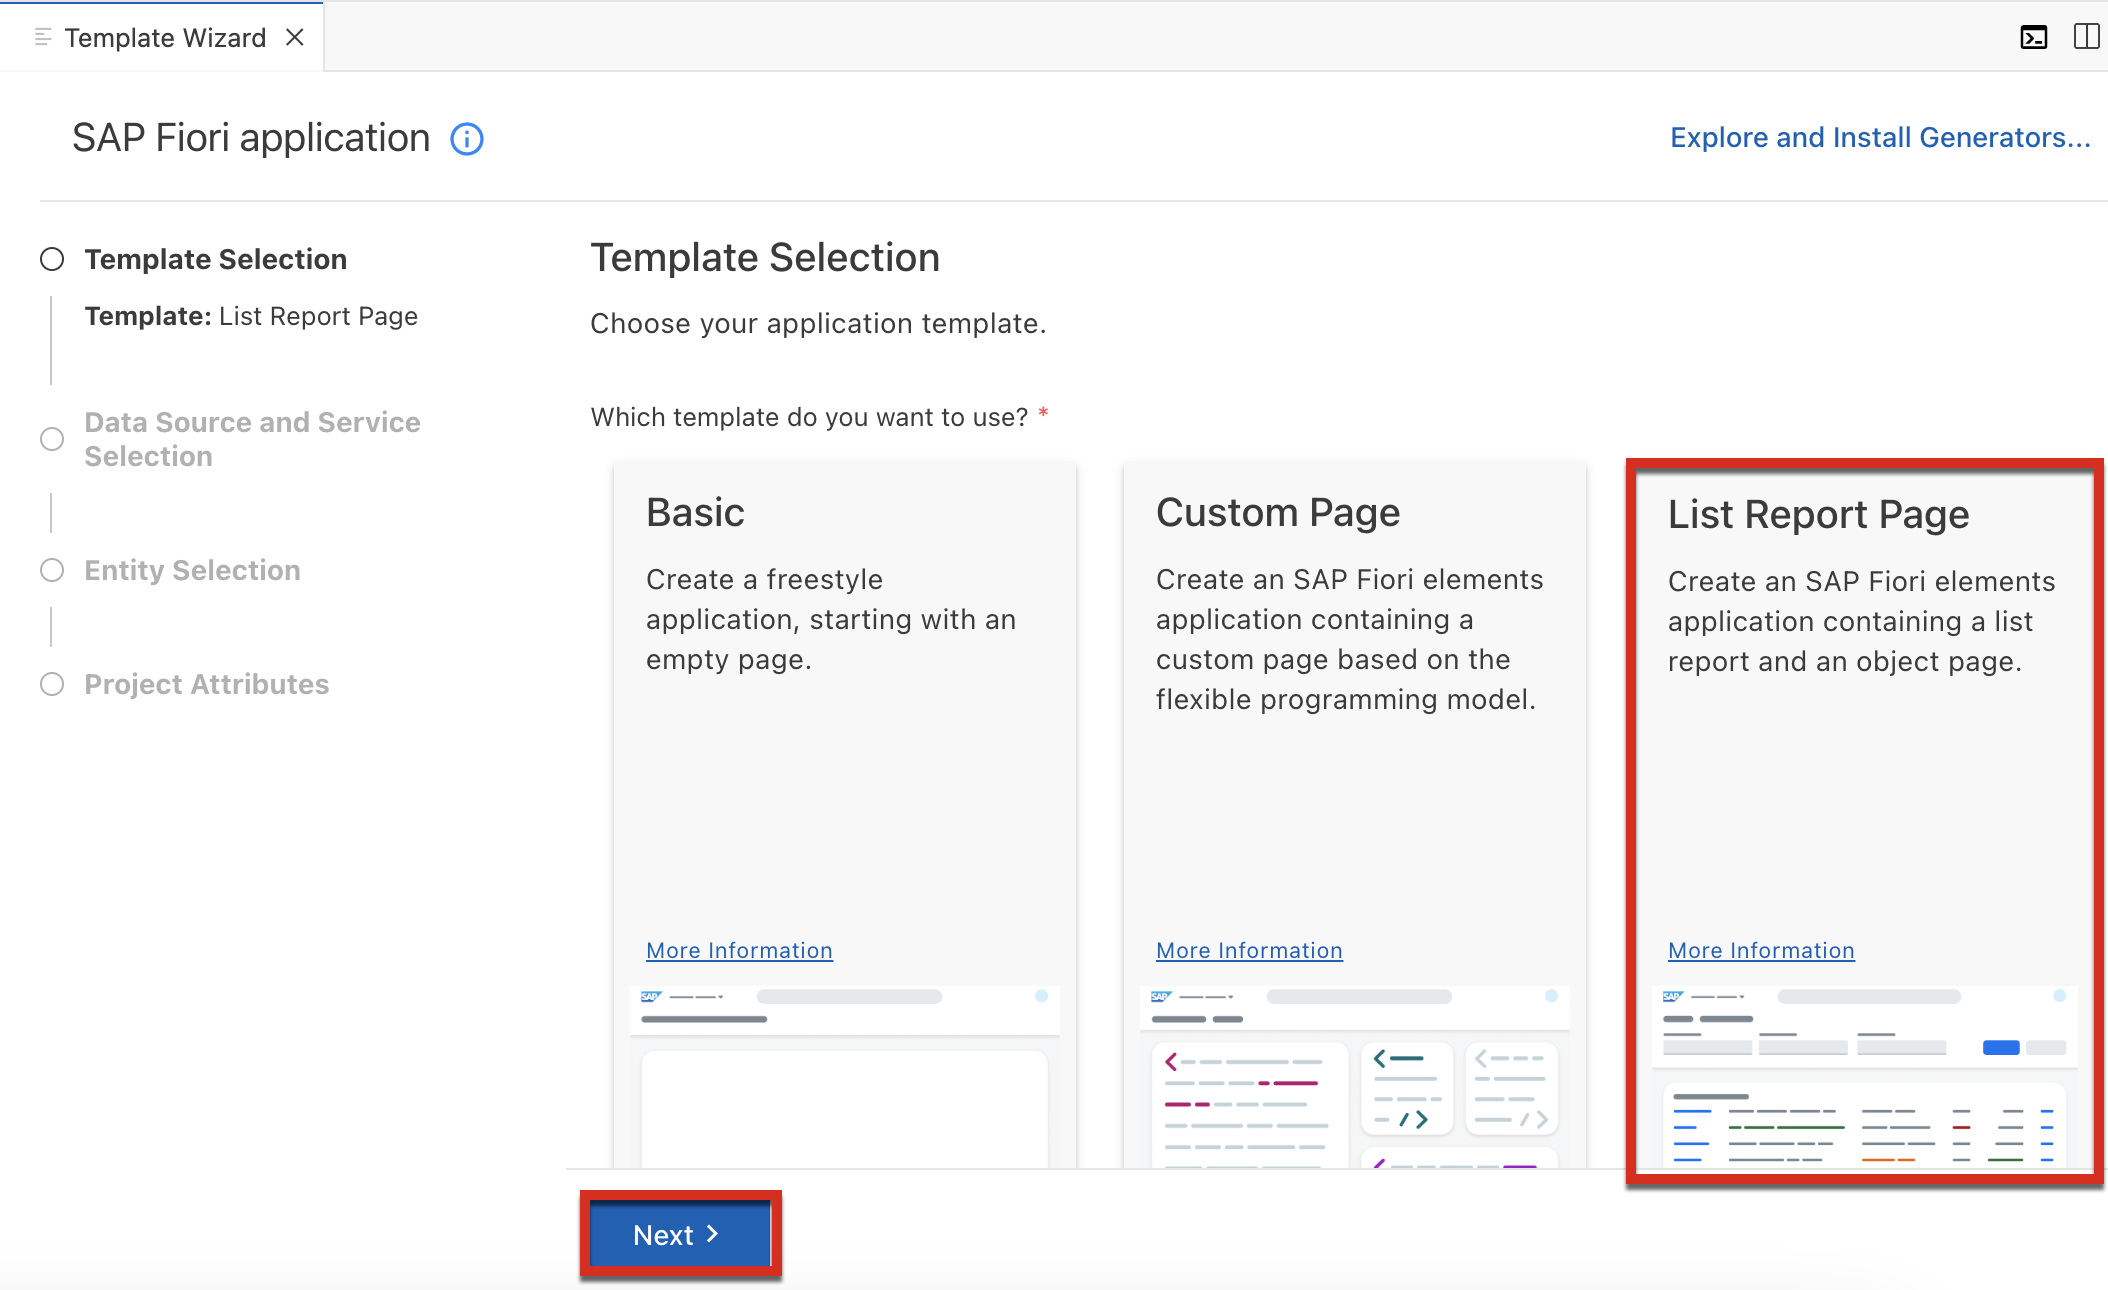 Template Wizard
SAP Fiori application
Explore and Install Generators...
Template Selection
Template: List Report Page
Data Source and Service
Selection
Entity Selection
Project Attributes
Template Selection
Choose your application template.
Which template do you want to use? *
Basic
Create a freestyle
application, starting with an
empty page.
More Information
SAP
Custom Page
Create an SAP Fiori elements
application containing a
custom page based on the
flexible programming model.
More Information
SAP
List Report Page
Create an SAP Fiori elements
application containing a list
report and an object page.
More Information
SAP
Next